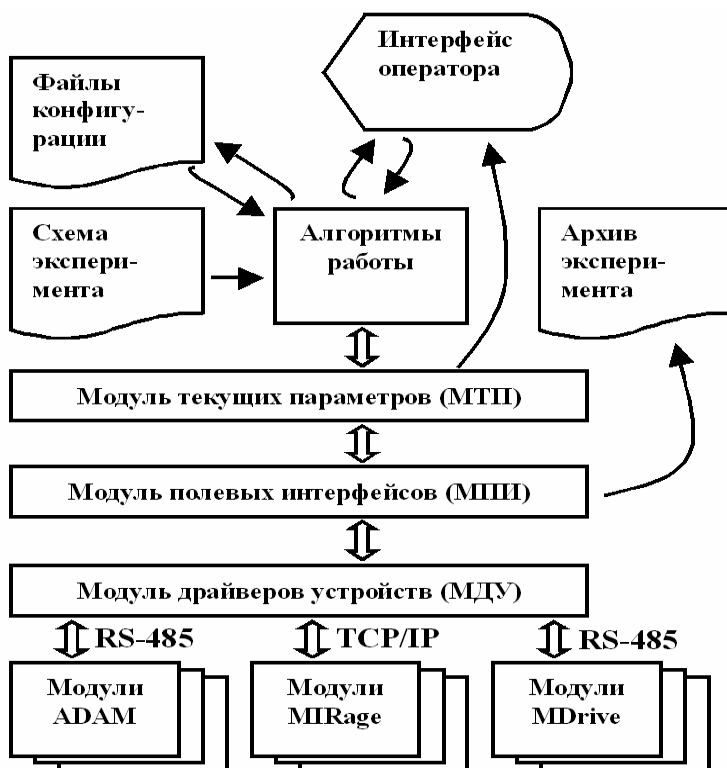 Интерфейс
оператора
Файлы
конфигу-
рации
Схема
экспери-
мента
Алгоритмы
работы
Архив
экспери-
мента
Модуль текущих параметров (МТП)
Модуль полевых интерфейсов (МПИ)
Модуль драйверов устройств (МДУ)
RS-485
TCP/IP
RS-485
Модули
ADAM
Модули
MIRage
Модули
MDrive